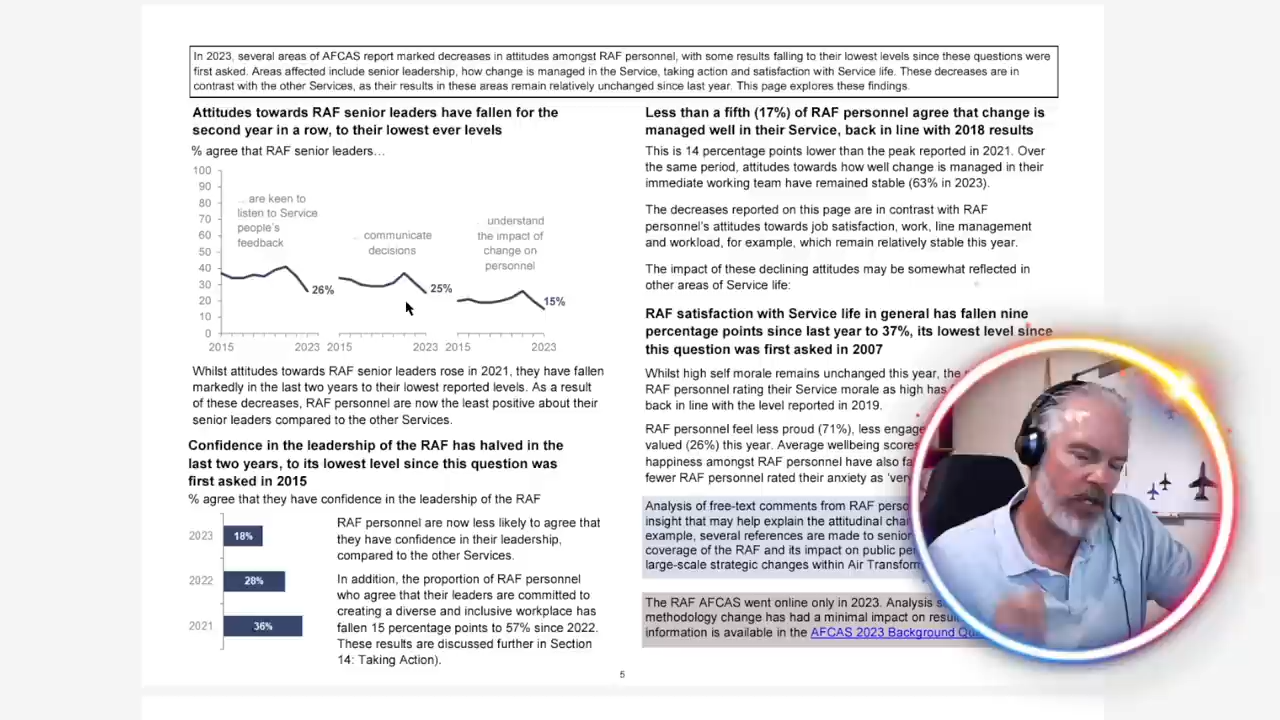 In 2023, several areas of AFCAS report marked decreases in attitudes amongst RAF personnel, with some results falling to their lowest levels since these questions were
first asked. Areas affected include senior leadership, how change is managed in the Service, taking action and satisfaction with Service life. These decreases are in
contrast with the other Services, as their results in these areas remain relatively unchanged since last year. This page explores these findings.
Attitudes towards RAF senior leaders have fallen for the
second year in a row, to their lowest ever levels
% agree that RAF senior leaders…
100
90
80
70
60
50
40
30
20
10
0
... are keen to
listen to Service
people's
feedback
26%
2015
2023
... communicate
decisions
25%
2015
2023
... understand
the impact of
change on
personnel
15%
2015
2023
Whilst attitudes towards RAF senior leaders rose in 2021, they have fallen
markedly in the last two years to their lowest reported levels. As a result
of these decreases, RAF personnel are now the least positive about their
senior leaders compared to the other Services.
Confidence in the leadership of the RAF has halved in the
last two years, to its lowest level since this question was
first asked in 2015
% agree that they have confidence in the leadership of the RAF
2023 18%
2022 28%
2021 36%
RAF personnel are now less likely to agree that
they have confidence in their leadership,
compared to the other Services.
In addition, the proportion of RAF personnel
who agree that their leaders are committed to
creating a diverse and inclusive workplace has
fallen 15 percentage points to 57% since 2022.
These results are discussed further in Section
14: Taking Action).
Less than a fifth (17%) of RAF personnel agree that change is
managed well in their Service, back in line with 2018 results
This is 14 percentage points lower than the peak reported in 2021. Over
the same period, attitudes towards how well change is managed in their
immediate working team have remained stable (63% in 2023).
The decreases reported on this page are in contrast with RAF
personnel's attitudes towards job satisfaction, work, line management
and workload, for example, which remain relatively stable this year.
The impact of these declining attitudes may be somewhat reflected in
other areas of Service life:
RAF satisfaction with Service life in general has fallen nine
percentage points since last year to 37%, its lowest level since
this question was first asked in 2007
Whilst high self morale remains unchanged this year, the
RAF personnel rating their Service morale as high has
back in line with the level reported in 2019.
RAF personnel feel less proud (71%), less
valued (26%) this year. Average wellbeing
happiness amongst RAF personnel have also
fewer RAF personnel rated their anxiety as
Analysis of free-text comments from RAF
insight that may help explain the attitudinal
example, several references are made to
coverage of the RAF and its impact on public
large-scale strategic changes within Air
The RAF AFCAS went online only in 2023. Analysis
methodology change has had a minimal impact on
information is available in the AFCAS 2023 Background
5